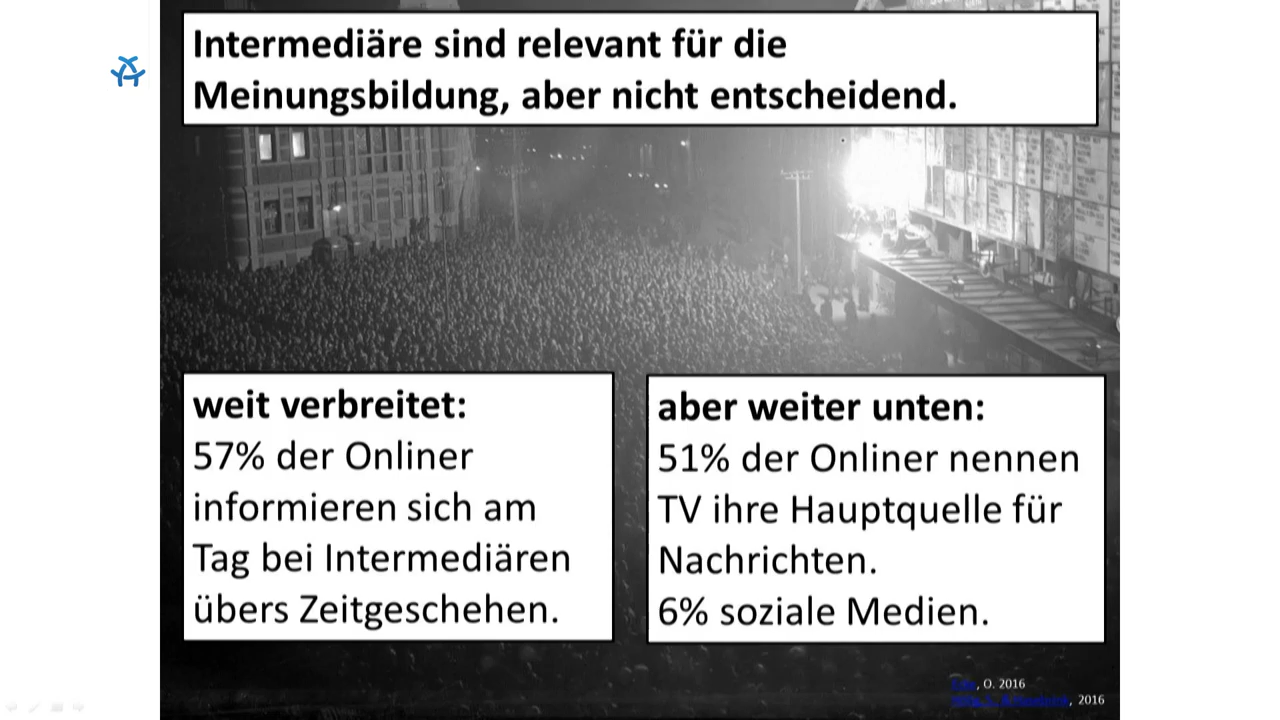 Intermediäre sind relevant für die
Meinungsbildung, aber nicht entscheidend.
weit verbreitet:
57% der Onliner
informieren sich am
Tag bei Intermediären
übers Zeitgeschehen.
aber weiter unten:
51% der Onliner nennen
TV ihre Hauptquelle für
Nachrichten.
6% soziale Medien.
, O. 2016
, 2016